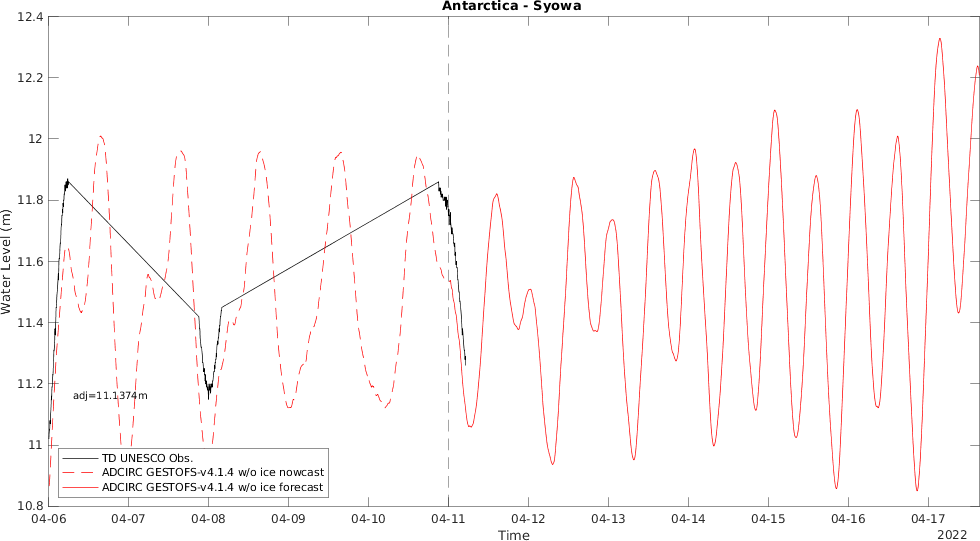 Antarctica - Syowa
12.4
12.2
12
11.8
11.6
11.4
11.2
11
10.8
Water Level (m)
adj=11.1374m
TD UNESCO Obs.
ADCIRC GESTOFS-v4.1.4 w/o ice nowcast
ADCIRC GESTOFS-v4.1.4 w/o ice forecast
04-06 04-07 04-08 04-09 04-10 04-11 04-12 04-13 04-14 04-15 04-16 04-17
Time
2022